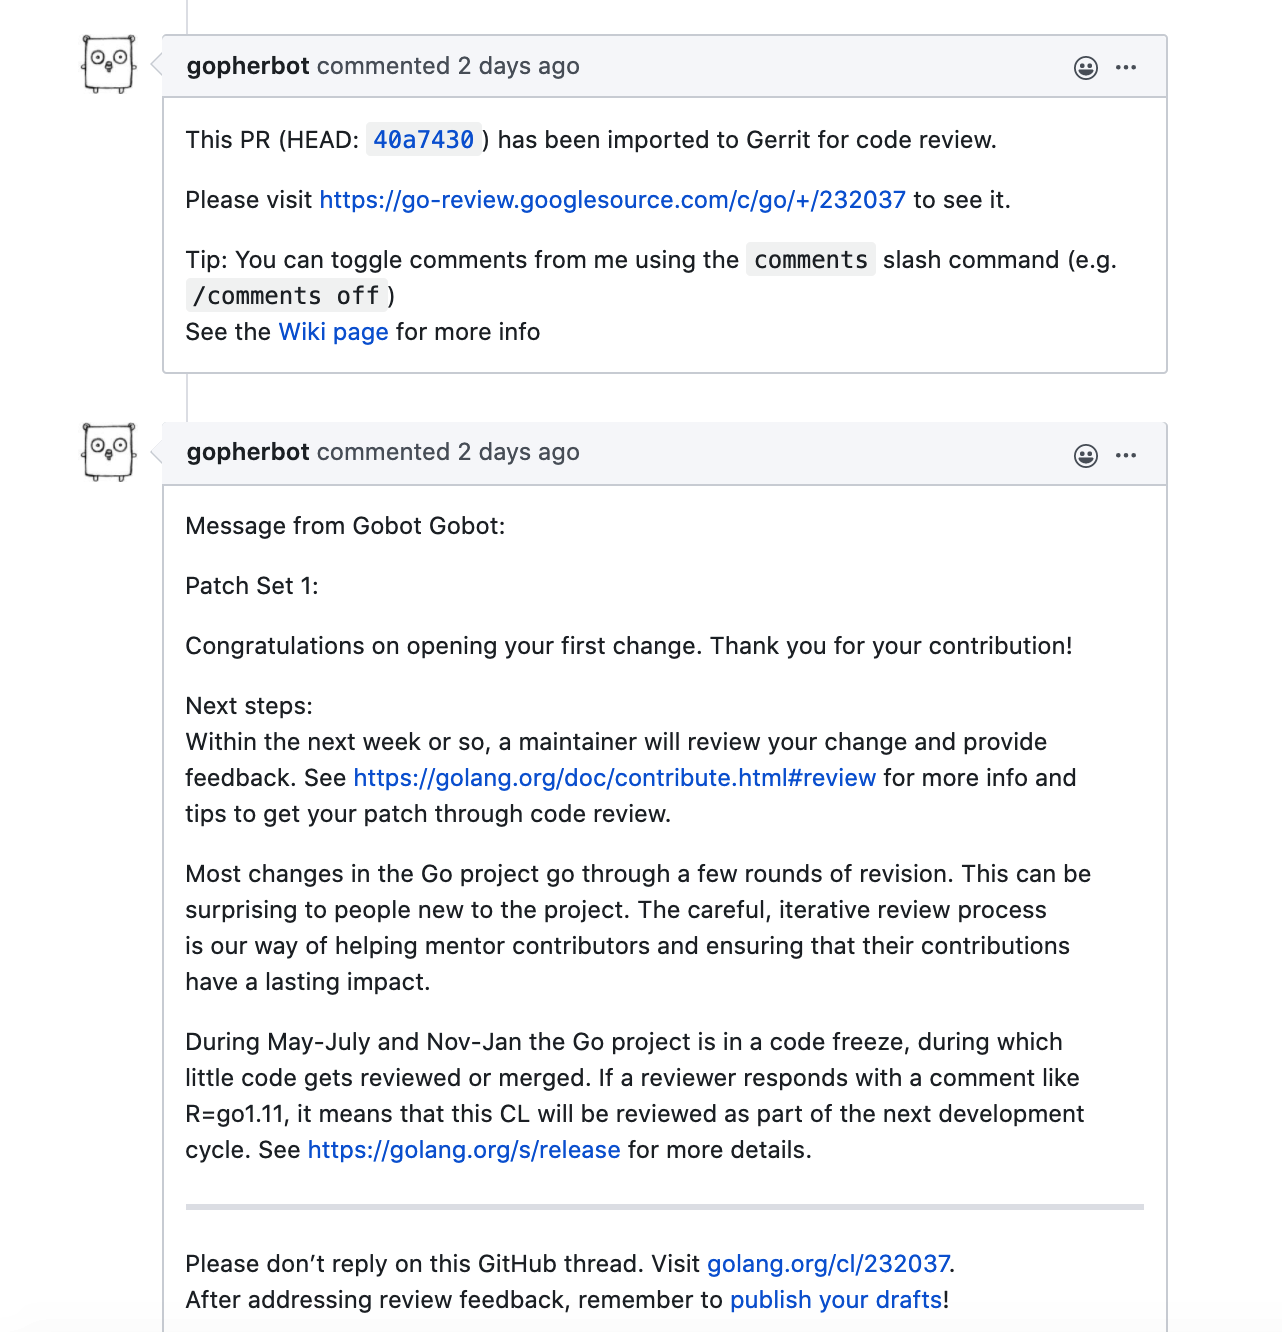 gopherbot commented 2 days ago
This PR (HEAD: 40a7430) has been imported to Gerrit for code review.
Please visit https://go-review.googlesource.com/c/go/+/232037 to see it.
Tip: You can toggle comments from me using the comments slash command (e.g.
/comments off)
See the Wiki page for more info
gopherbot commented 2 days ago
Message from Gobot Gobot:
Patch Set 1:
Congratulations on opening your first change. Thank you for your contribution!
Next steps:
Within the next week or so, a maintainer will review your change and provide
feedback. See https://golang.org/doc/contribute.html#review for more info and
tips to get your patch through code review.
Most changes in the Go project go through a few rounds of revision. This can be
surprising to people new to the project. The careful, iterative review process
is our way of helping mentor contributors and ensuring that their contributions
have a lasting impact.
During May-July and Nov-Jan the Go project is in a code freeze, during which
little code gets reviewed or merged. If a reviewer responds with a comment like
R=go1.11, it means that this CL will be reviewed as part of the next development
cycle. See https://golang.org/s/release for more details.
Please don’t reply on this GitHub thread. Visit golang.org/cl/232037.
After addressing review feedback, remember to publish your drafts!